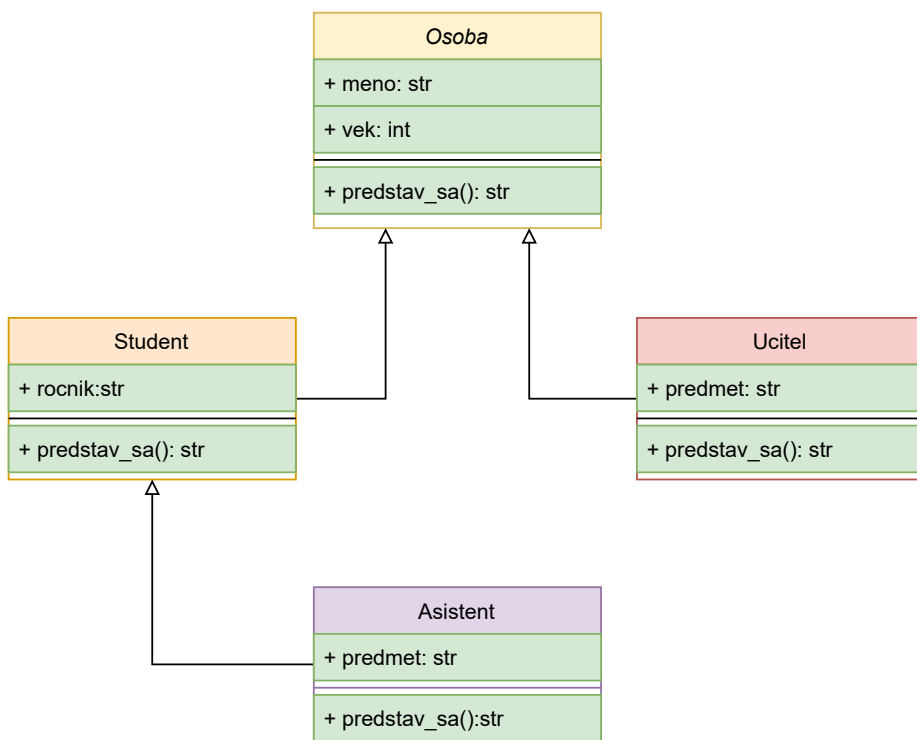 Osoba
+ meno: str
+ vek: int
+ predstav_sa(): str
Student
+ rocnik:str
+ predstav_sa(): str
Ucitel
+ predmet: str
+ predstav_sa(): str
Asistent
+ predmet: str
+ predstav_sa():str